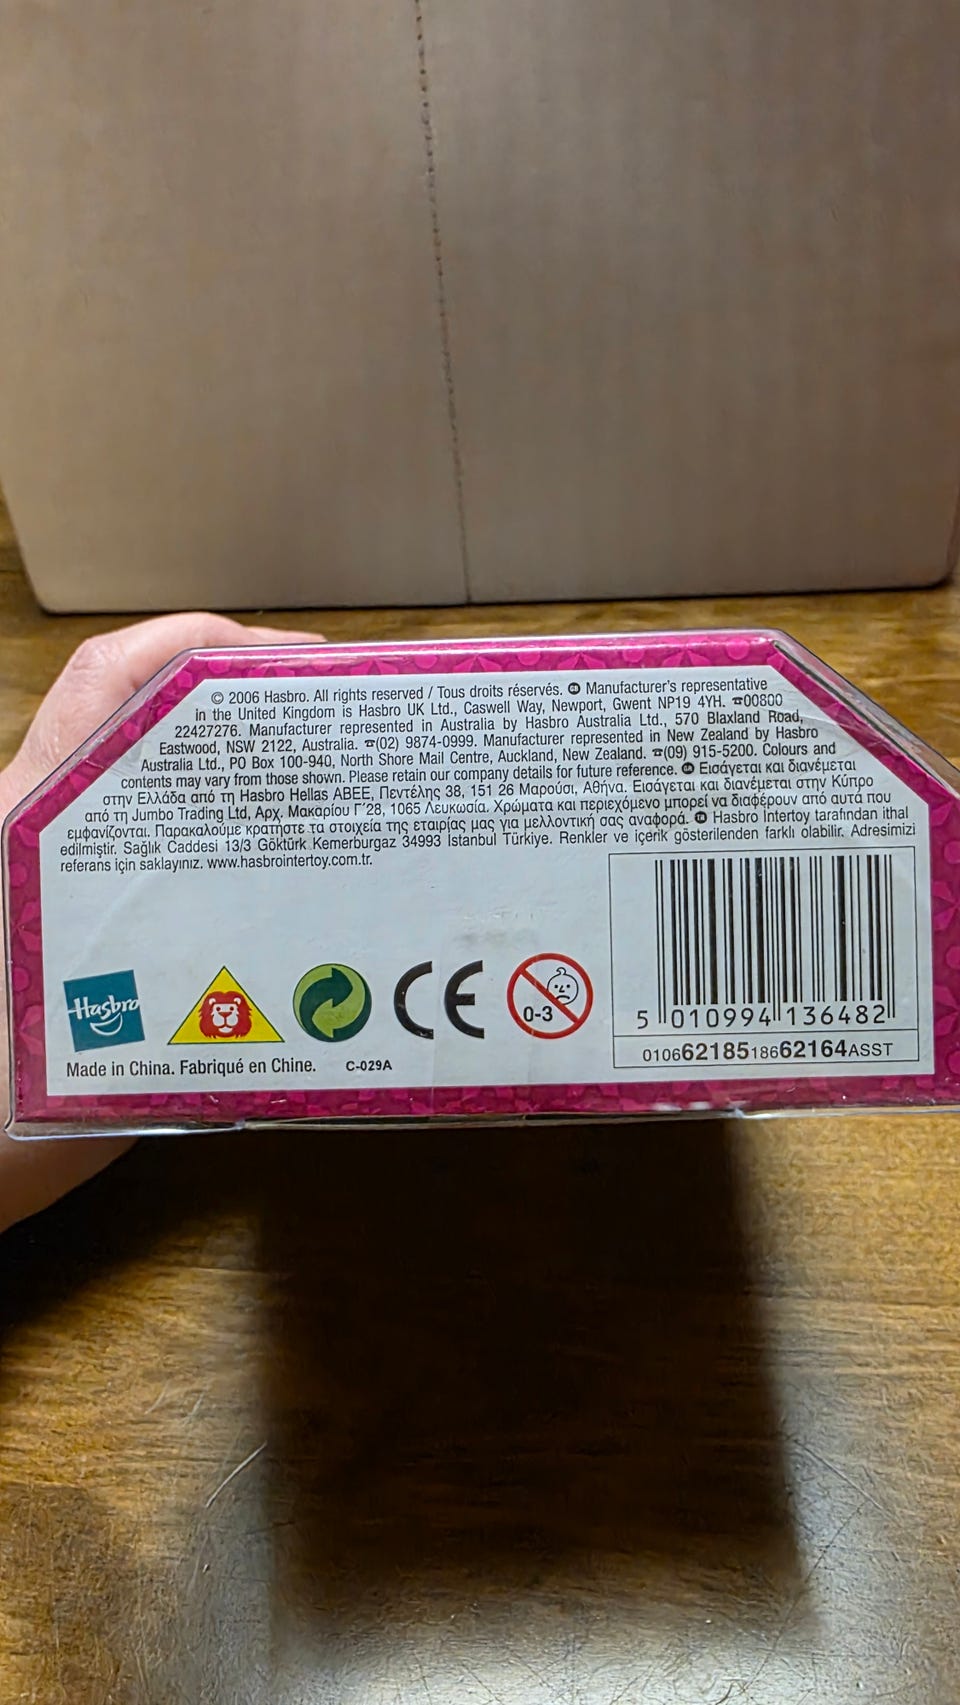 © 2006 Hasbro. All rights reserved / Tous droits réservés. GB Manufacturer's representative
in the United Kingdom is Hasbro UK Ltd., Caswell Way, Newport, Gwent NP19 4YH. ☎00800
22427276. Manufacturer represented in Australia by Hasbro Australia Ltd., 570 Blaxland Road,
Eastwood, NSW 2122, Australia. ☎(02) 9874-0999. Manufacturer represented in New Zealand by Hasbro
Australia Ltd., PO Box 100-940, North Shore Mail Centre, Auckland, New Zealand. ☎(09) 915-5200. Colours and
contents may vary from those shown. Please retain our company details for future reference. GR Εισάγεται και διανέμεται
στην Ελλάδα από τη Hasbro Hellas ΑΒΕΕ, Πεντέλης 38, 151 26 Μαρούσι, Αθήνα. Εισάγεται και διανέμεται στην Κύπρο
από τη Jumbo Trading Ltd, Αρχ. Μακαρίου Γ΄28, 1065 Λευκωσία. Χρώματα και περιεχόμενο μπορεί να διαφέρουν από αυτά που
εμφανίζονται. Παρακαλούμε κρατήστε τα στοιχεία της εταιρίας μας για μελλοντική σας αναφορά. TR Hasbro Intertoy tarafından ithal
edilmiştir. Sağlık Caddesi 13/3 Göktürk Kemerburgaz 34993 İstanbul Türkiye. Renkler ve içerik gösterilenden farklı olabilir. Adresimizi
referans için saklayınız. www.hasbrointertoy.com.tr.
Hasbro
CE
0-3
5 010994 136482
0106621851862164ASST
Made in China. Fabriqué en Chine. C-029A